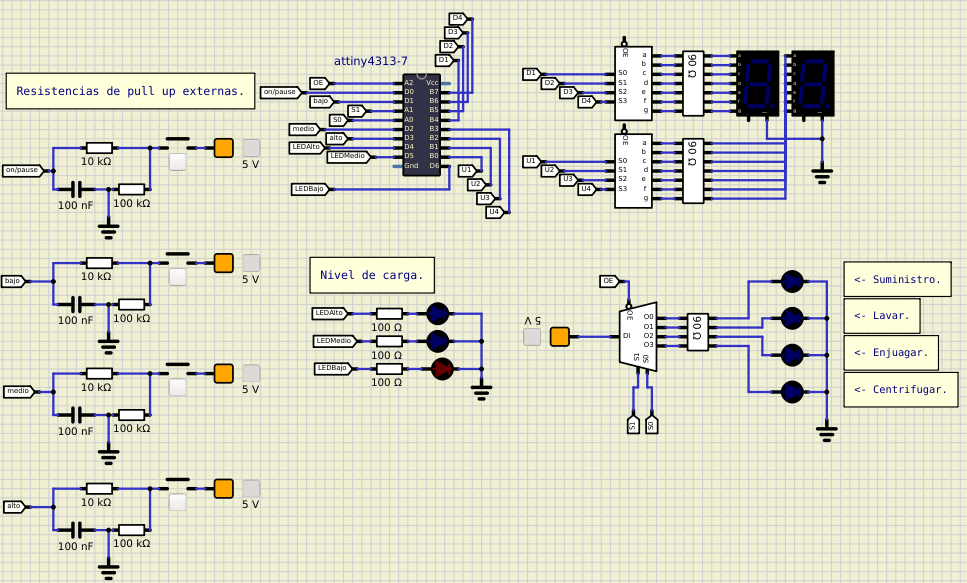 D4
D3
D2
D1
attiny4313-7
Resistencias de pull up externas.
on/pause
OE
bajo
S1
S0
medio
alto
LEDAlto
LEDMedio
LEDBajo
A2
D0
D1
A1
A0
D2
D3
D4
D5
Gnd
Vcc
B7
B6
B5
B4
B3
B2
B1
B0
D6
U1
U2
U3
U4
D1
D2
D3
D4
OE
S0
S1
S2
S3
a
b
c
d
e
f
g
90 Ω
U1
U2
U3
U4
OE
S0
S1
S2
S3
a
b
c
d
e
f
g
90 Ω
on/pause
10 kΩ
100 nF
100 kΩ
5 V
bajo
10 kΩ
100 nF
100 kΩ
5 V
medio
10 kΩ
100 nF
100 kΩ
5 V
alto
10 kΩ
100 nF
100 kΩ
5 V
Nivel de carga.
LEDAlto
100 Ω
LEDMedio
100 Ω
LEDBajo
100 Ω
OE
5 V
OE
DI
O0
O1
O2
O3
S1
S0
90 Ω
S1
S0
<- Suministro.
<- Lavar.
<- Enjuagar.
<- Centrifugar.